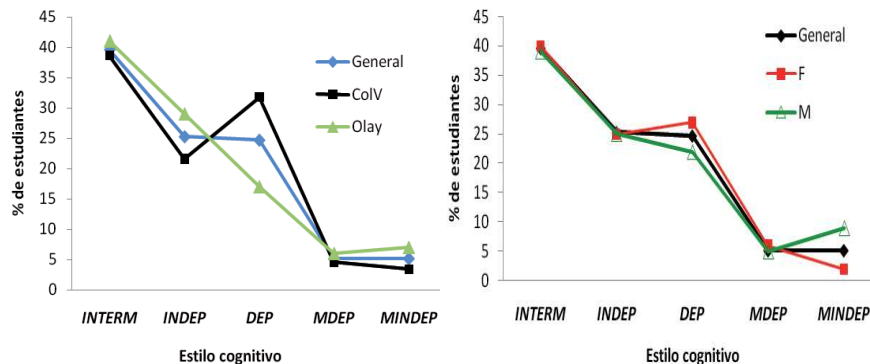 45
40
35
30
25
20
15
10
5
0
% de estudiantes
General
ColV
Olay
INTERM INDEP DEP MDEP MINDEP
Estilo cognitivo
45
40
35
30
25
20
15
10
5
0
% de estudiantes
General
F
M
INTERM INDEP DEP MDEP MINDEP
Estilo cognitivo